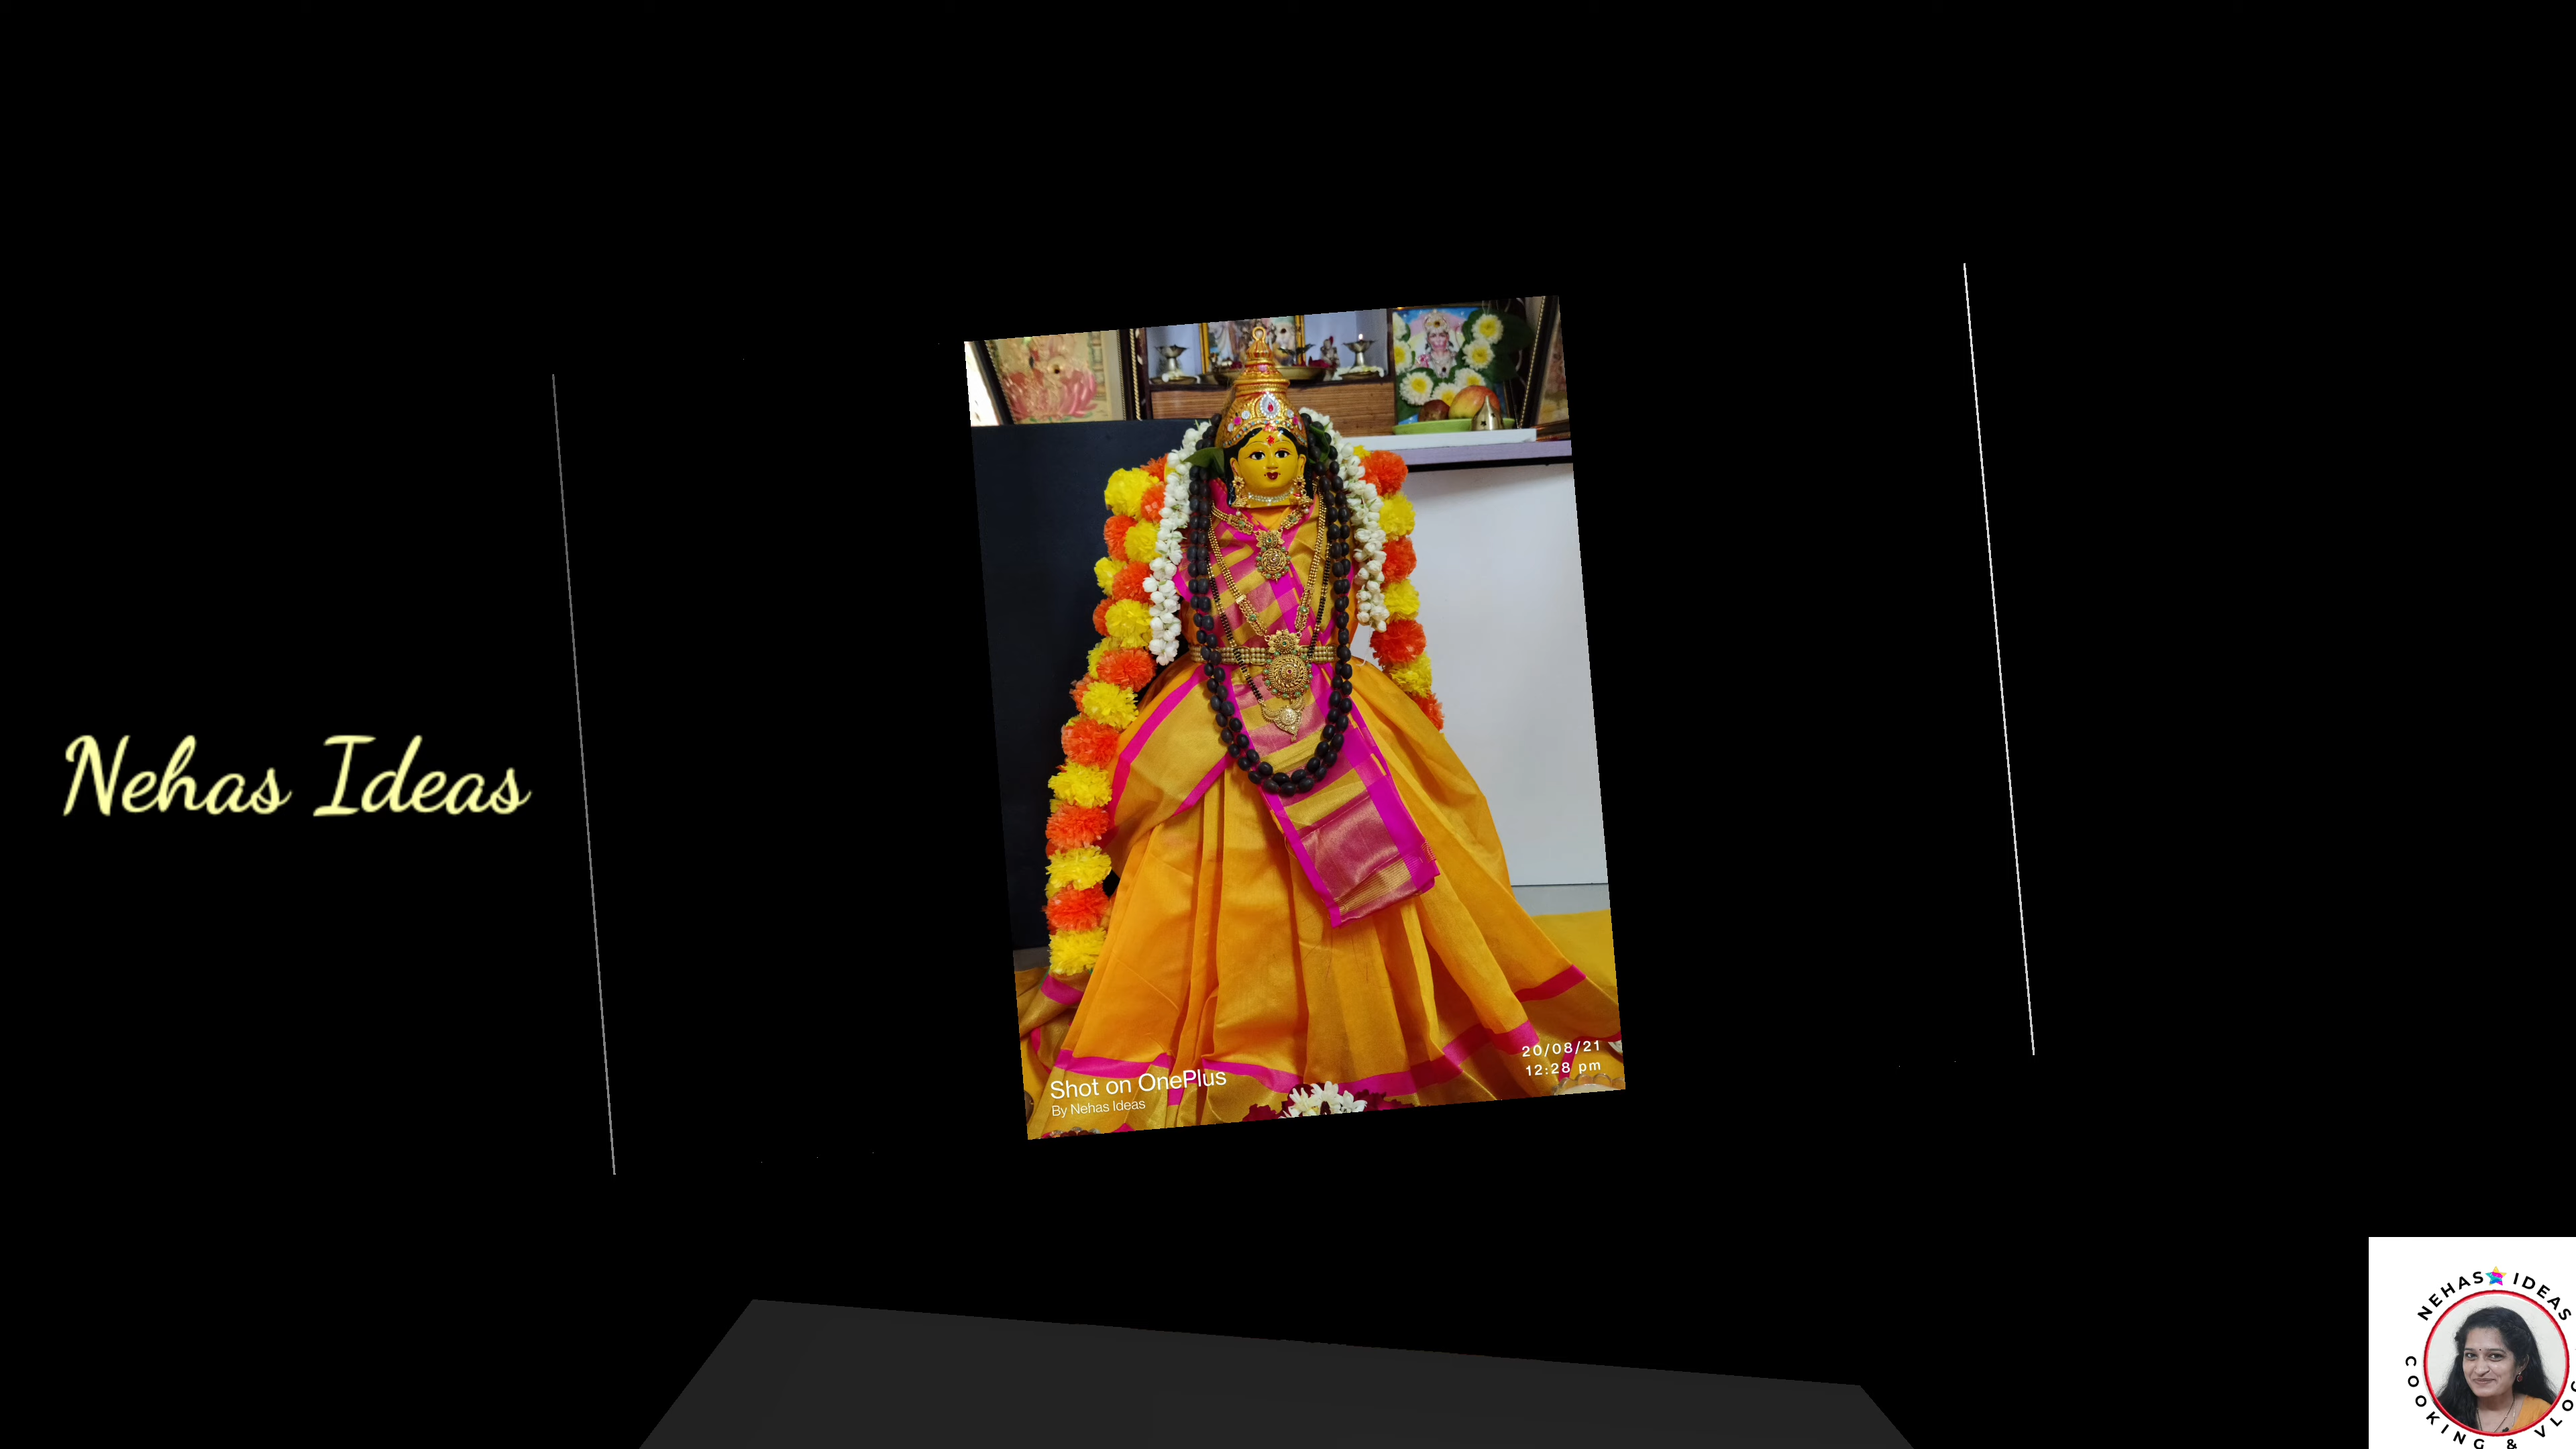 Nehas Ideas
Shot on OnePlus
By Nehas Ideas
20/08/21
12:28 pm
NEHAS IDEAS
COOKING & VLO